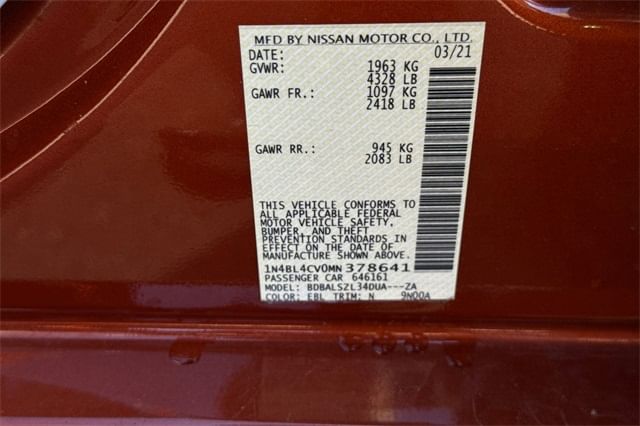 MFD BY NISSAN MOTOR CO., LTD.
DATE: 03/21
GVWR: 1963 KG
4328 LB
GAWR FR.: 1097 KG
2418 LB
GAWR RR.: 945 KG
2083 LB
THIS VEHICLE CONFORMS TO
ALL APPLICABLE FEDERAL
MOTOR VEHICLE SAFETY,
BUMPER, AND THEFT
PREVENTION STANDARDS IN
EFFECT ON THE DATE OF
MANUFACTURE SHOWN ABOVE.
1N4BL4CV0MN378641
PASSENGER CAR 646161
MODEL: BDBALSZL34DUA---ZA
COLOR: EBL TRIM: N 9N00A